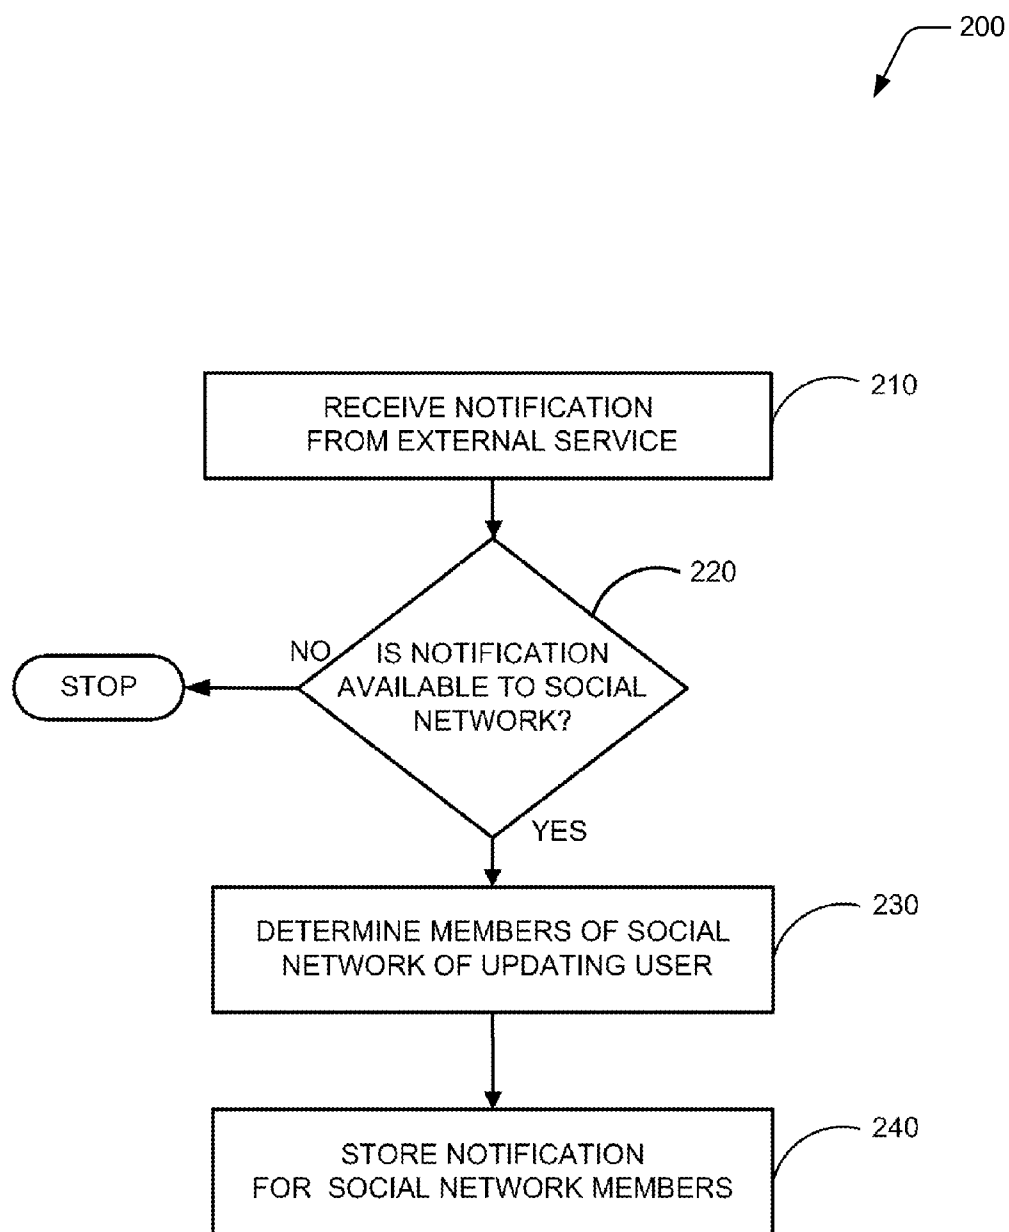 200
RECEIVE NOTIFICATION
FROM EXTERNAL SERVICE
210
220
NO
IS NOTIFICATION
AVAILABLE TO SOCIAL
NETWORK?
STOP
YES
DETERMINE MEMBERS OF SOCIAL
NETWORK OF UPDATING USER
230
STORE NOTIFICATION
FOR SOCIAL NETWORK MEMBERS
240